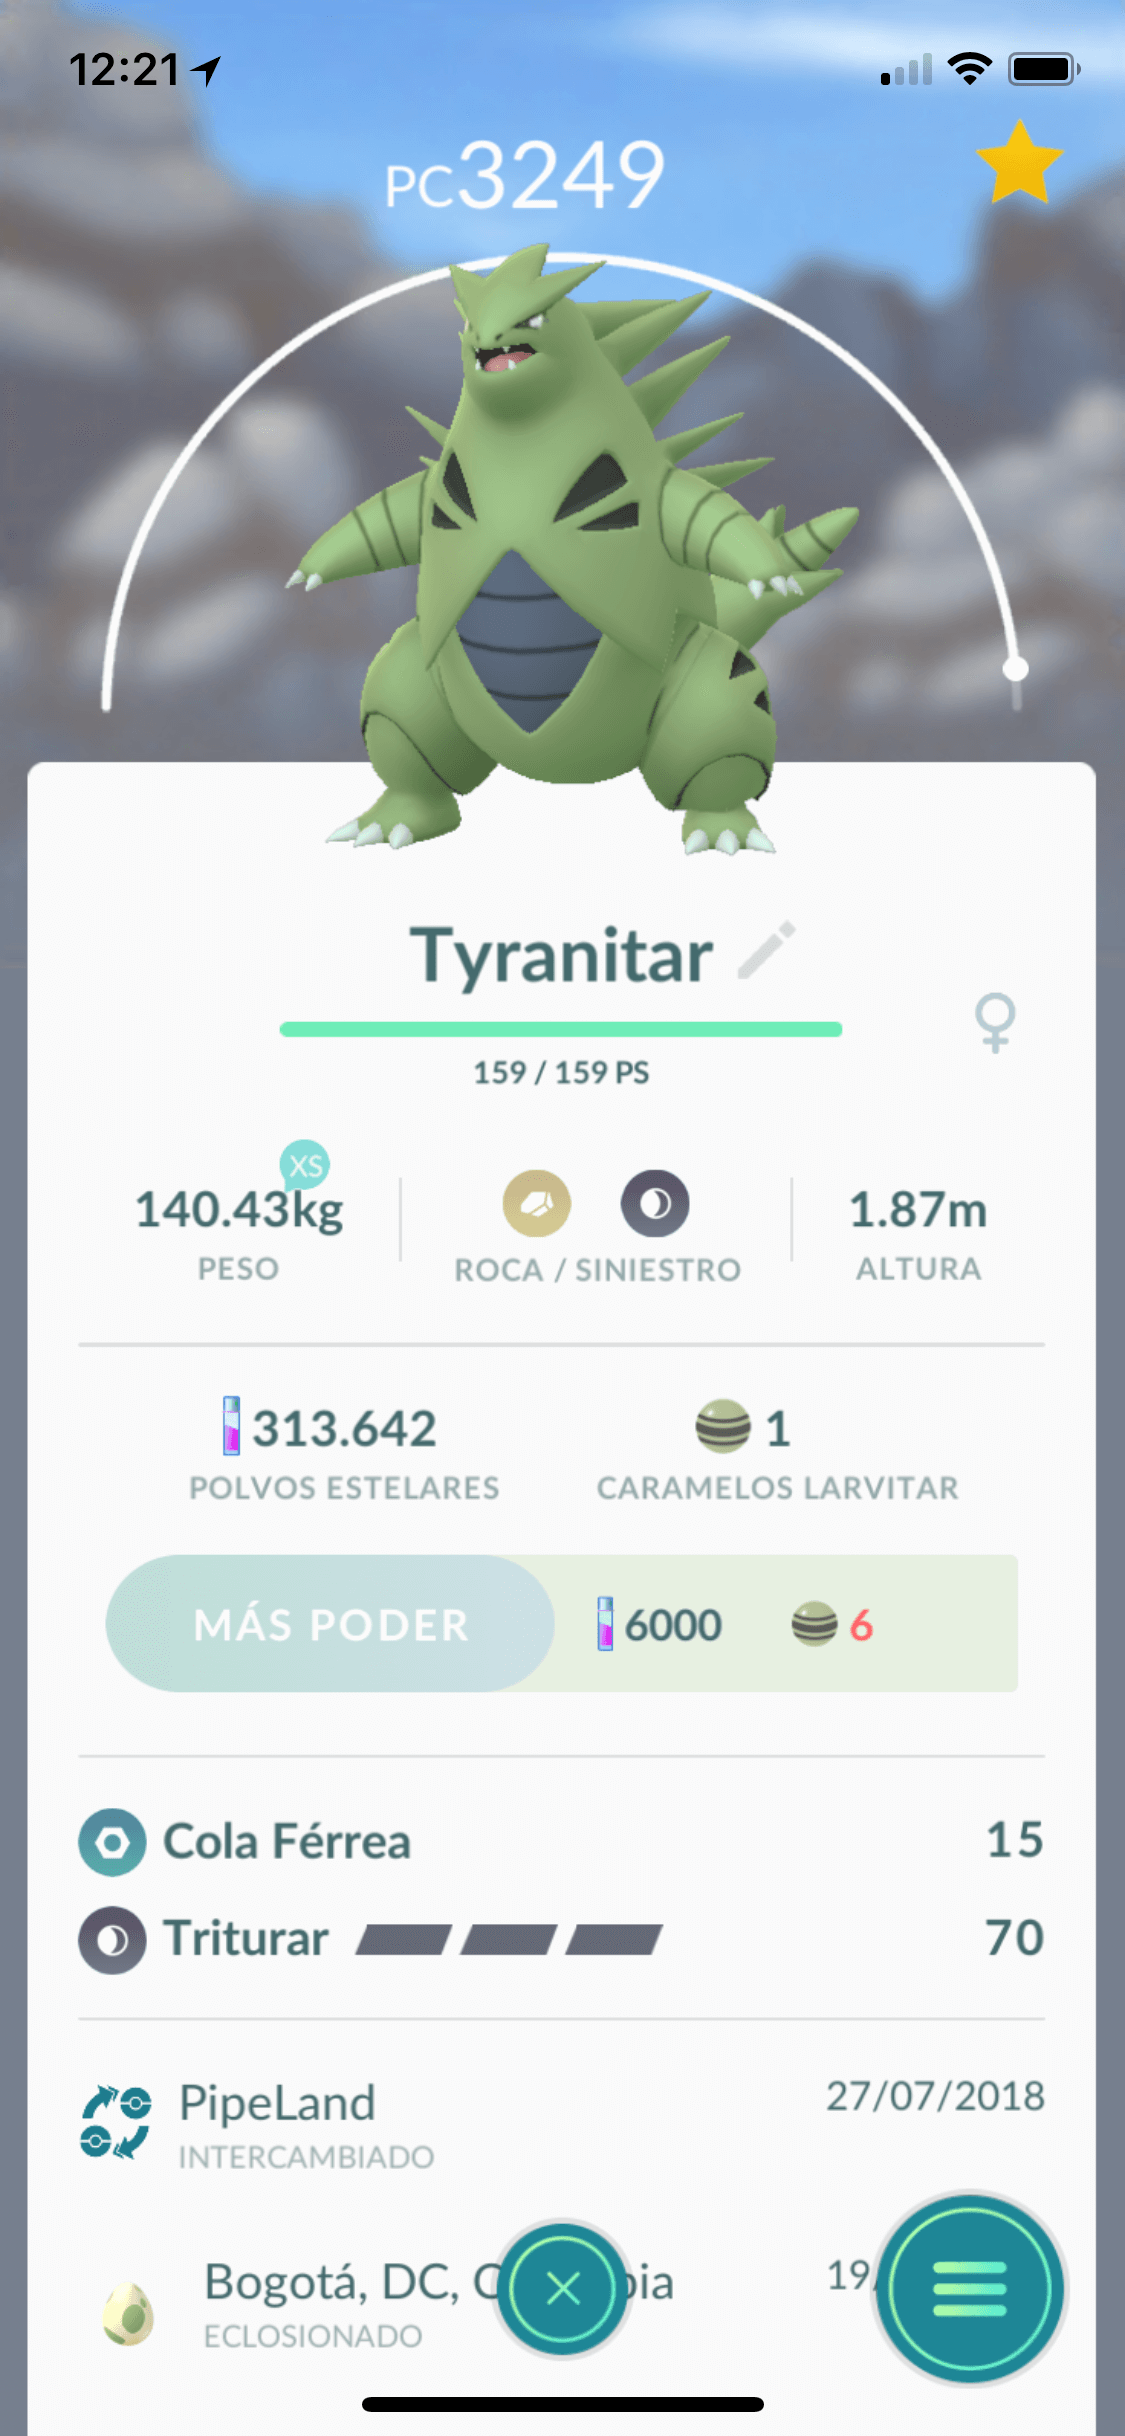 12:21
PC3249
Tyranitar
159 / 159 PS
XS
140.43kg
PESO
ROCA / SINIESTRO
1.87m
ALTURA
313.642
POLVOS ESTELARES
1
CARAMELOS LARVITAR
MÁS PODER
6000
6
Cola Férrea
15
Triturar
70
PipeLand
27/07/2018
INTERCAMBIADO
Bogotá, DC,
19/
ECLOSIONADO